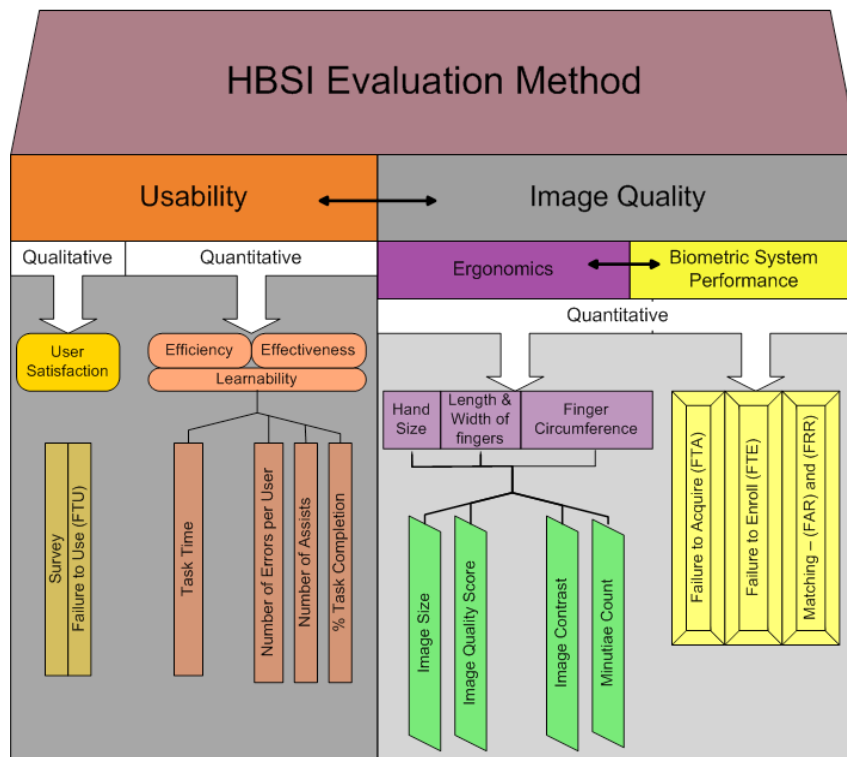 HBSI Evaluation Method
Usability
Image Quality
Qualitative
Quantitative
Ergonomics
Biometric System
Performance
Quantitative
User
Satisfaction
Efficiency
Effectiveness
Learnability
Hand
Size
Length &
Width of
fingers
Finger
Circumference
Survey
Failure to Use (FTU)
Task Time
Number of Errors per User
Number of Assists
% Task Completion
Image Size
Image Quality Score
Image Contrast
Minutiae Count
Failure to Acquire (FTA)
Failure to Enroll (FTE)
Matching – (FAR) and (FRR)